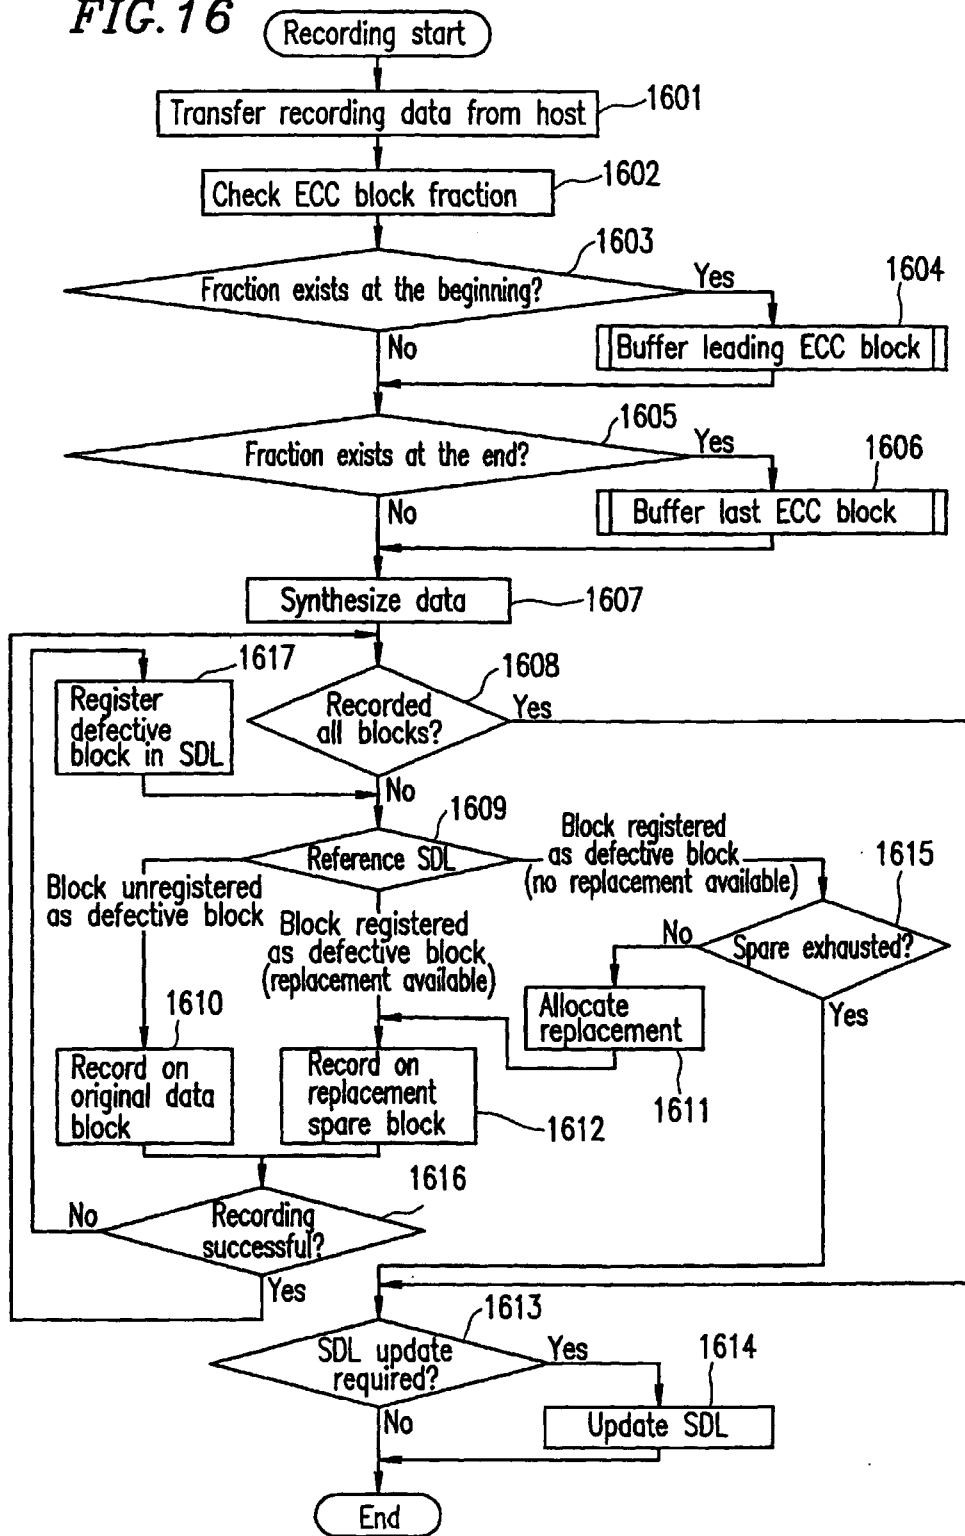 FIG. 16
Recording start
Transfer recording data from host
1601
Check ECC block fraction
1602
1603
Fraction exists at the beginning?
Yes
1604
Buffer leading ECC block
No
1605
Fraction exists at the end?
Yes
1606
Buffer last ECC block
No
Synthesize data
1607
1617
Register
defective
block in SDL
1608
Recorded
all blocks?
Yes
No
1609
Reference SDL
Block registered
as defective block
(no replacement available)
1615
Block unregistered
as defective block
Block registered
as defective block
(replacement available)
No
Spare exhausted?
Yes
Allocate
replacement
1611
1610
Record on
original data
block
Record on
replacement
spare block
1612
1616
No
Recording
successful?
Yes
1613
SDL update
required?
Yes
1614
Update SDL
No
End